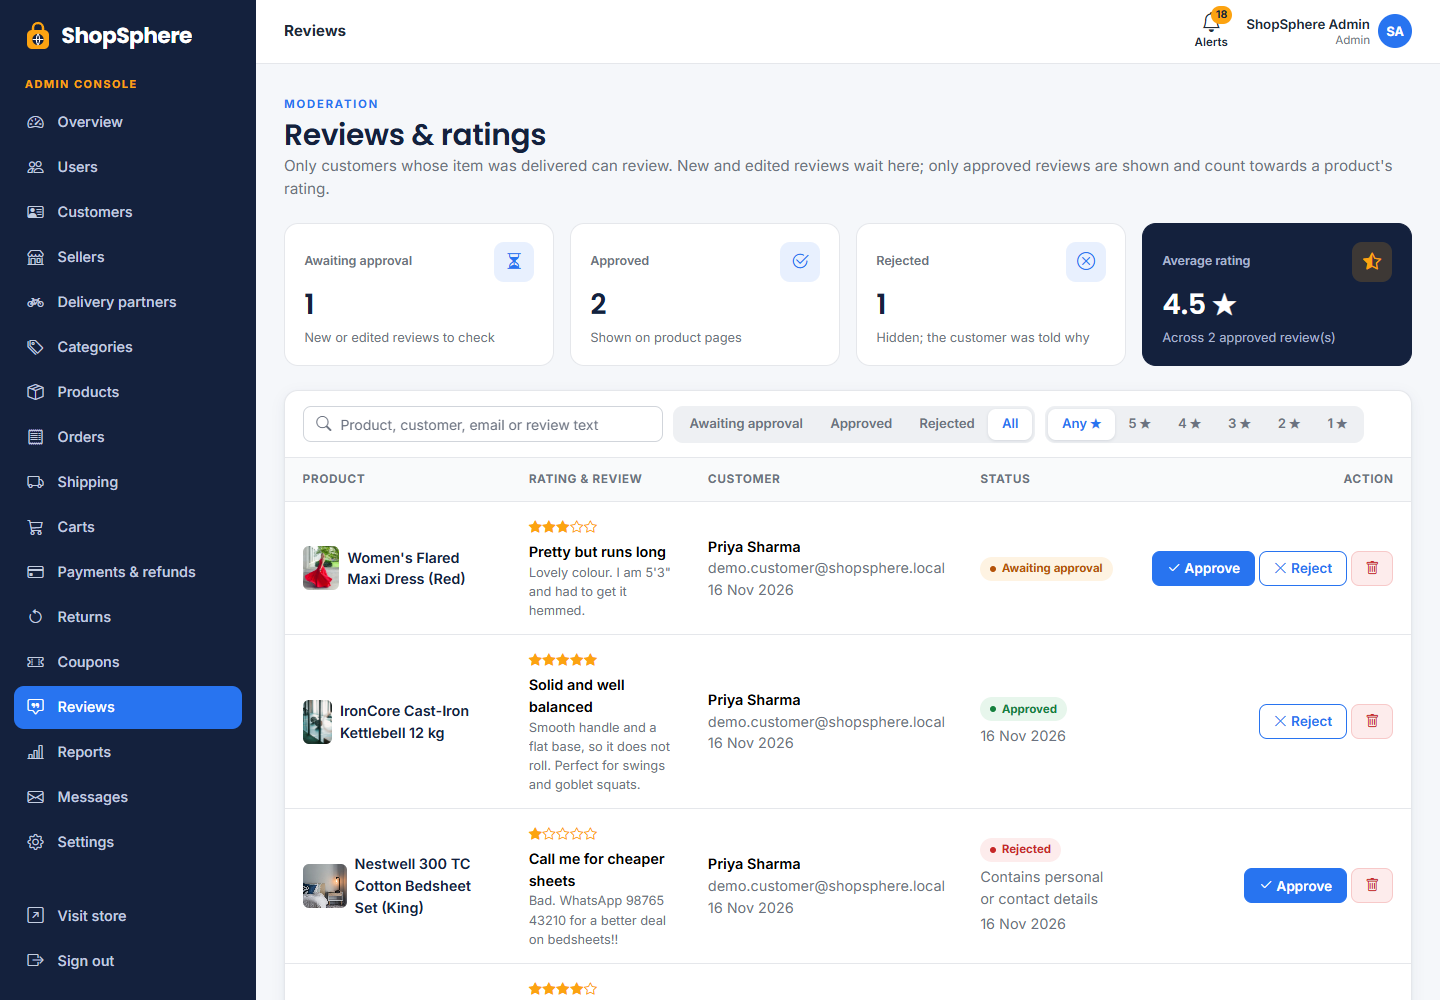 ShopSphere
ADMIN CONSOLE
Overview
Users
Customers
Sellers
Delivery partners
Categories
Products
Orders
Shipping
Carts
Payments & refunds
Returns
Coupons
Reviews
Reports
Messages
Settings
Visit store
Sign out
Reviews
18
Alerts
ShopSphere Admin
Admin
SA
MODERATION
Reviews & ratings
Only customers whose item was delivered can review. New and edited reviews wait here; only approved reviews are shown and count towards a product's
rating.
Awaiting approval
1
New or edited reviews to check
Approved
2
Shown on product pages
Rejected
1
Hidden; the customer was told why
Average rating
4.5 ★
Across 2 approved review(s)
Product, customer, email or review text
Awaiting approval Approved Rejected All
Any ★ 5 ★ 4 ★ 3 ★ 2 ★ 1 ★
PRODUCT RATING & REVIEW CUSTOMER STATUS ACTION
Women's Flared
Maxi Dress (Red)
★★★☆☆
Pretty but runs long
Lovely colour. I am 5'3"
and had to get it
hemmed.
Priya Sharma
demo.customer@shopsphere.local
16 Nov 2026
Awaiting approval
Approve Reject
IronCore Cast-Iron
Kettlebell 12 kg
★★★★★
Solid and well
balanced
Smooth handle and a
flat base, so it does not
roll. Perfect for swings
and goblet squats.
Priya Sharma
demo.customer@shopsphere.local
16 Nov 2026
Approved
16 Nov 2026
Reject
Nestwell 300 TC
Cotton Bedsheet
Set (King)
★☆☆☆☆
Call me for cheaper
sheets
Bad. WhatsApp 98765
43210 for a better deal
on bedsheets!!
Priya Sharma
demo.customer@shopsphere.local
16 Nov 2026
Rejected
Contains personal
or contact details
16 Nov 2026
Approve
★★★★☆